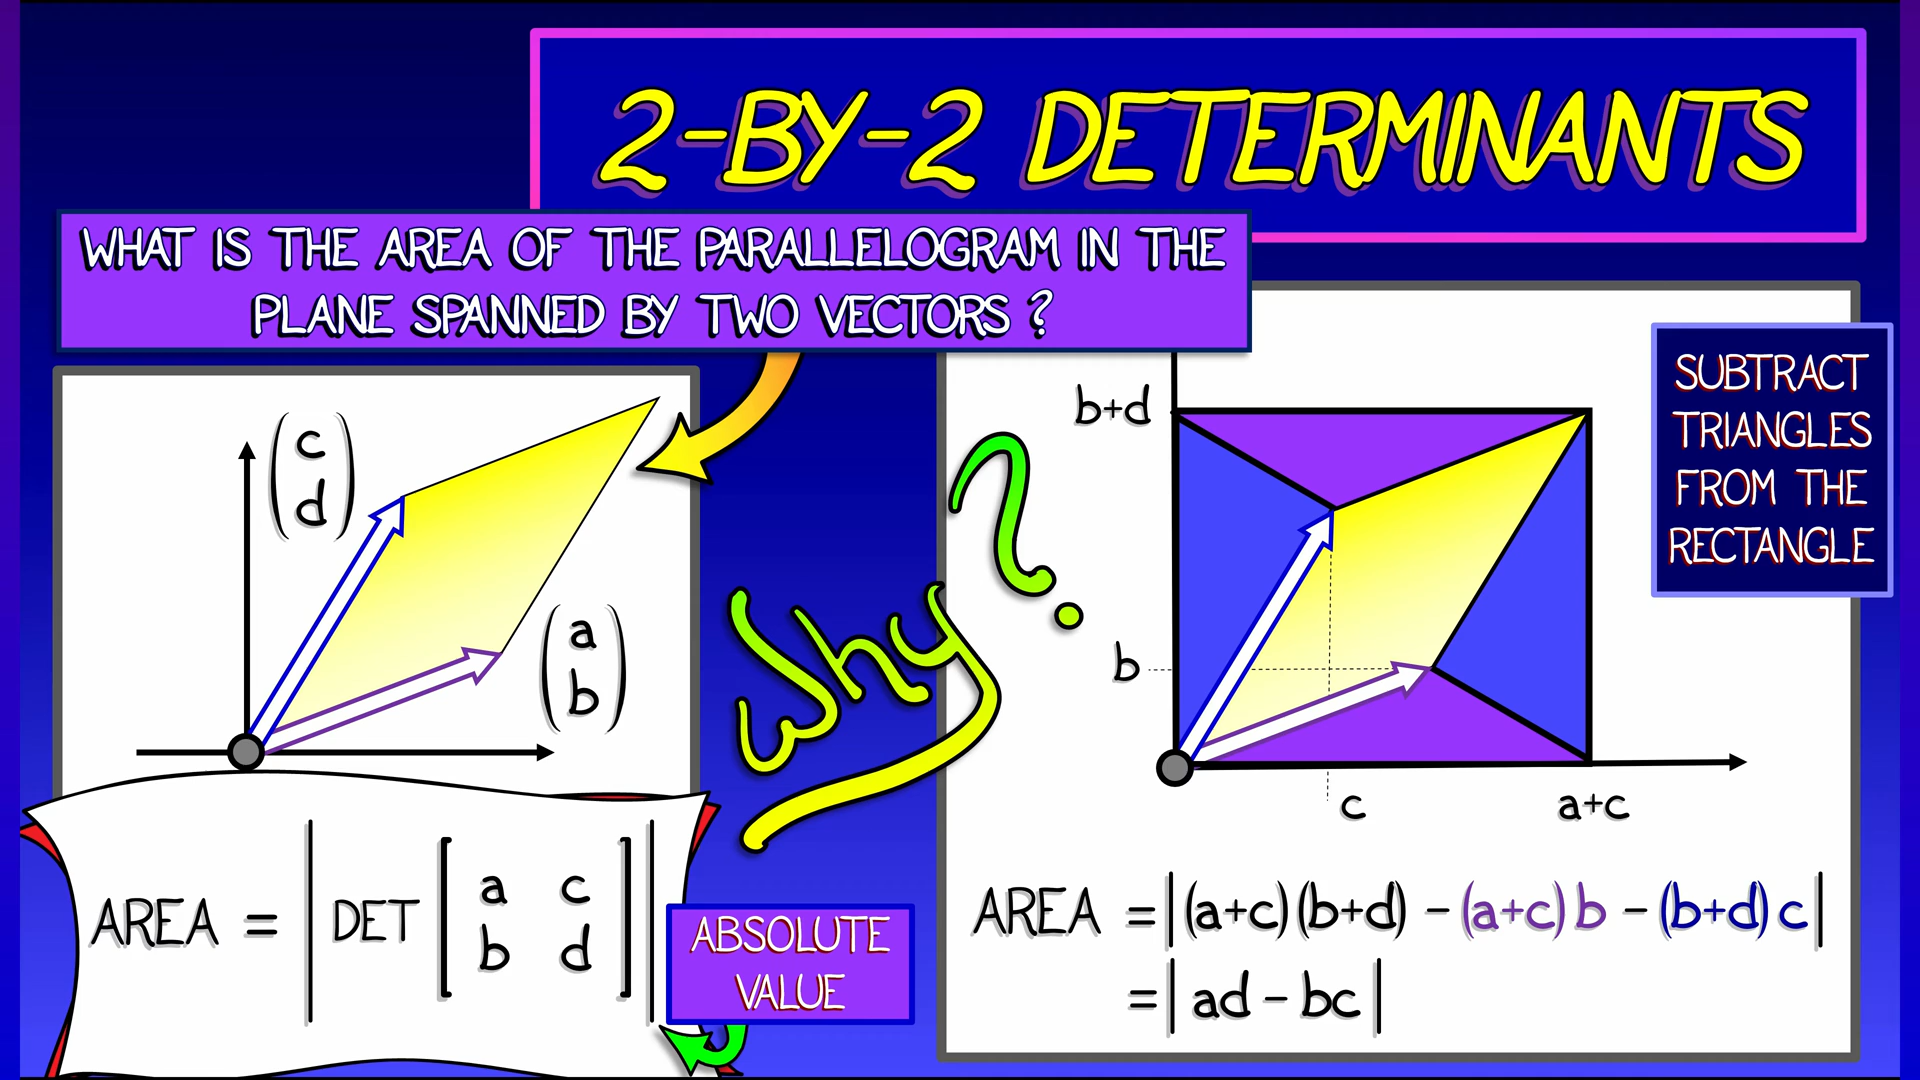 2-BY-2 DETERMINANTS
WHAT IS THE AREA OF THE PARALLELOGRAM IN THE
PLANE SPANNED BY TWO VECTORS ?
c
d
a
b
AREA = | DET [ a c
b d ] |
ABSOLUTE
VALUE
Why?
SUBTRACT
TRIANGLES
FROM THE
RECTANGLE
b+d
b
c
a+c
AREA = | (a+c)(b+d) - (a+c)b - (b+d)c |
= | ad - bc |